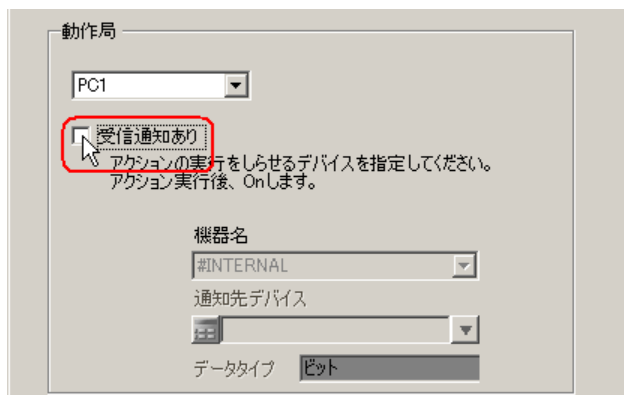 動作局
PC1
受信通知あり
アクションの実行をしらせるデバイスを指定してください。
アクション実行後、Onします。
機器名
#INTERNAL
通知先デバイス
データタイプ ビット